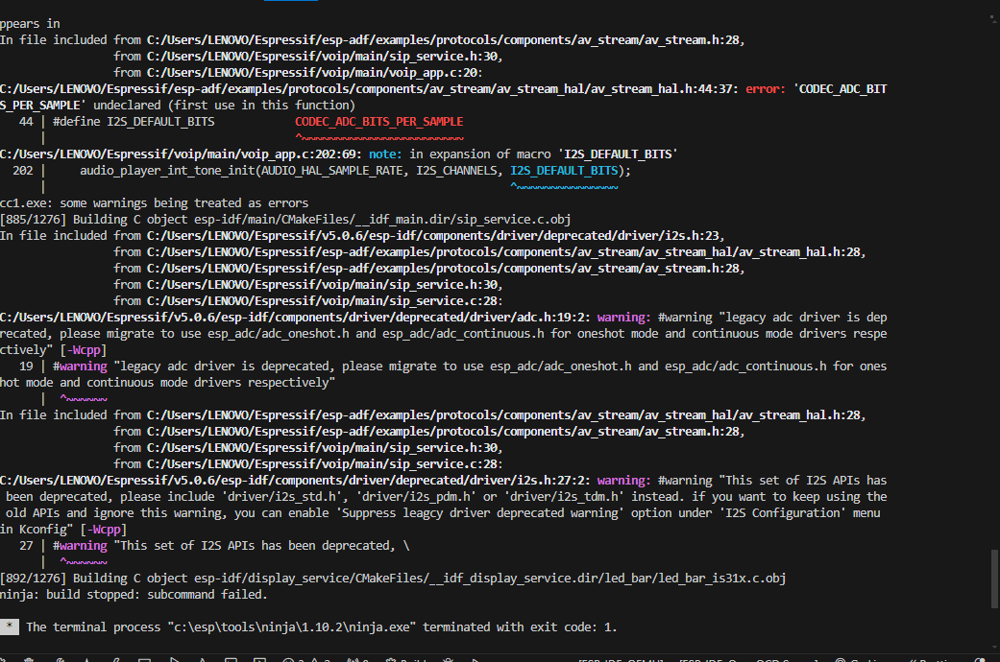 ppears in
In file included from C:/Users/LENOVO/Espressif/esp-adf/examples/protocols/components/av_stream/av_stream.h:28,
from C:/Users/LENOVO/Espressif/voip/main/sip_service.h:30,
from C:/Users/LENOVO/Espressif/voip/main/voip_app.c:20:
C:/Users/LENOVO/Espressif/esp-adf/examples/protocols/components/av_stream/av_stream_hal/av_stream_hal.h:44:37: error: 'CODEC_ADC_BIT
S_PER_SAMPLE' undeclared (first use in this function)
44 | #define I2S_DEFAULT_BITS CODEC_ADC_BITS_PER_SAMPLE
| ^~~~~~~~~~~~~~~~~~~~~~~~~
C:/Users/LENOVO/Espressif/voip/main/voip_app.c:202:69: note: in expansion of macro 'I2S_DEFAULT_BITS'
202 | audio_player_int_tone_init(AUDIO_HAL_SAMPLE_RATE, I2S_CHANNELS, I2S_DEFAULT_BITS);
| ^~~~~~~~~~~~~~~~
cc1.exe: some warnings being treated as errors
[885/1276] Building C object esp-idf/main/CMakeFiles/__idf_main.dir/sip_service.c.obj
In file included from C:/Users/LENOVO/Espressif/v5.0.6/esp-idf/components/driver/deprecated/driver/i2s.h:23,
from C:/Users/LENOVO/Espressif/esp-adf/examples/protocols/components/av_stream/av_stream_hal/av_stream_hal.h:28,
from C:/Users/LENOVO/Espressif/esp-adf/examples/protocols/components/av_stream/av_stream.h:28,
from C:/Users/LENOVO/Espressif/voip/main/sip_service.h:30,
from C:/Users/LENOVO/Espressif/voip/main/sip_service.c:28:
C:/Users/LENOVO/Espressif/v5.0.6/esp-idf/components/driver/deprecated/driver/adc.h:19:2: warning: #warning "legacy adc driver is dep
recated, please migrate to use esp_adc/adc_oneshot.h and esp_adc/adc_continuous.h for oneshot mode and continuous mode drivers respe
ctively" [-Wcpp]
19 | #warning "legacy adc driver is deprecated, please migrate to use esp_adc/adc_oneshot.h and esp_adc/adc_continuous.h for ones
hot mode and continuous mode drivers respectively"
| ^~~~~~~
In file included from C:/Users/LENOVO/Espressif/esp-adf/examples/protocols/components/av_stream/av_stream_hal/av_stream_hal.h:28,
from C:/Users/LENOVO/Espressif/esp-adf/examples/protocols/components/av_stream/av_stream.h:28,
from C:/Users/LENOVO/Espressif/voip/main/sip_service.h:30,
from C:/Users/LENOVO/Espressif/voip/main/sip_service.c:28:
C:/Users/LENOVO/Espressif/v5.0.6/esp-idf/components/driver/deprecated/driver/i2s.h:27:2: warning: #warning "This set of I2S APIs has
been deprecated, please include 'driver/i2s_std.h', 'driver/i2s_pdm.h' or 'driver/i2s_tdm.h' instead. if you want to keep using the
old APIs and ignore this warning, you can enable 'Suppress leagcy driver deprecated warning' option under 'I2S Configuration' menu
in Kconfig" [-Wcpp]
27 | #warning "This set of I2S APIs has been deprecated, \
| ^~~~~~~
[892/1276] Building C object esp-idf/display_service/CMakeFiles/__idf_display_service.dir/led_bar/led_bar_is31x.c.obj
ninja: build stopped: subcommand failed.
* The terminal process "c:\esp\tools\ninja\1.10.2\ninja.exe" terminated with exit code: 1.